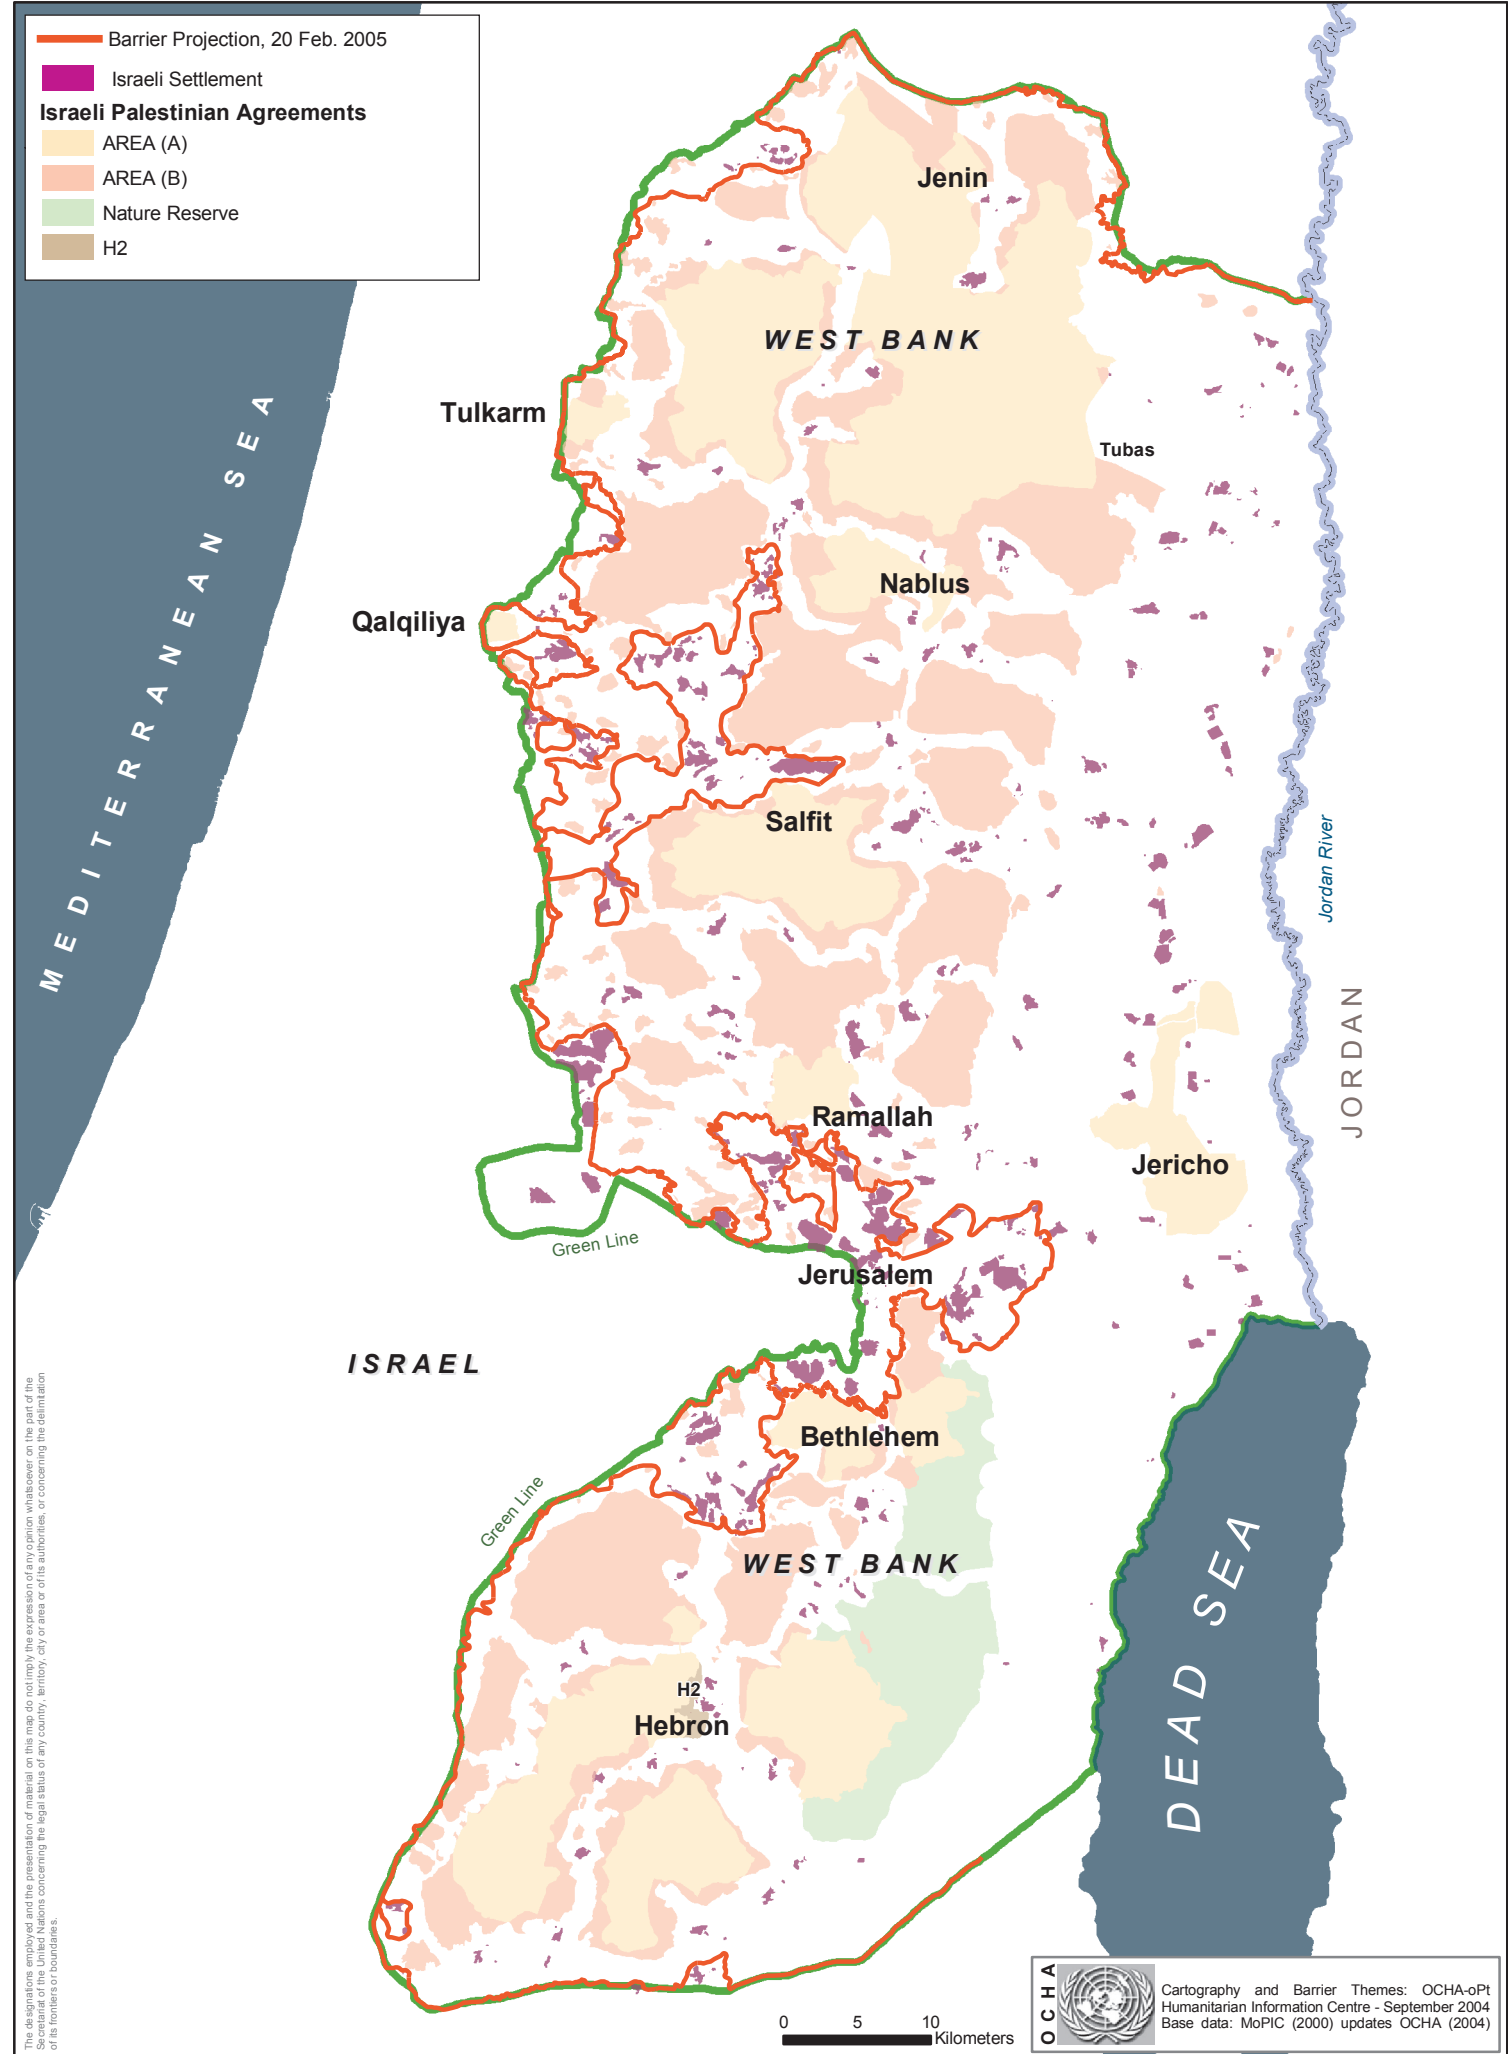 Barrier Projection, 20 Feb. 2005
Israeli Settlement
Israeli Palestinian Agreements
AREA (A)
AREA (B)
Nature Reserve
H2
Jenin
WEST BANK
Tulkarm
Tubas
MEDITERRANEAN SEA
Nablus
Qalqiliya
Salfit
Jordan River
JORDAN
Ramallah
Jericho
Green Line
Jerusalem
ISRAEL
Bethlehem
Green Line
WEST BANK
DEAD SEA
H2
Hebron
The designations employed and the presentation of material on this map do not imply the expression of any opinion whatsoever on the part of the
Secretariat of the United Nations concerning the legal status of any country, territory, city or area or of its authorities, or concerning the delimitation
of its frontiers or boundaries.
0 5 10
Kilometers
OCHA
Cartography and Barrier Themes: OCHA-oPt
Humanitarian Information Centre - September 2004
Base data: MoPIC (2000) updates OCHA (2004)